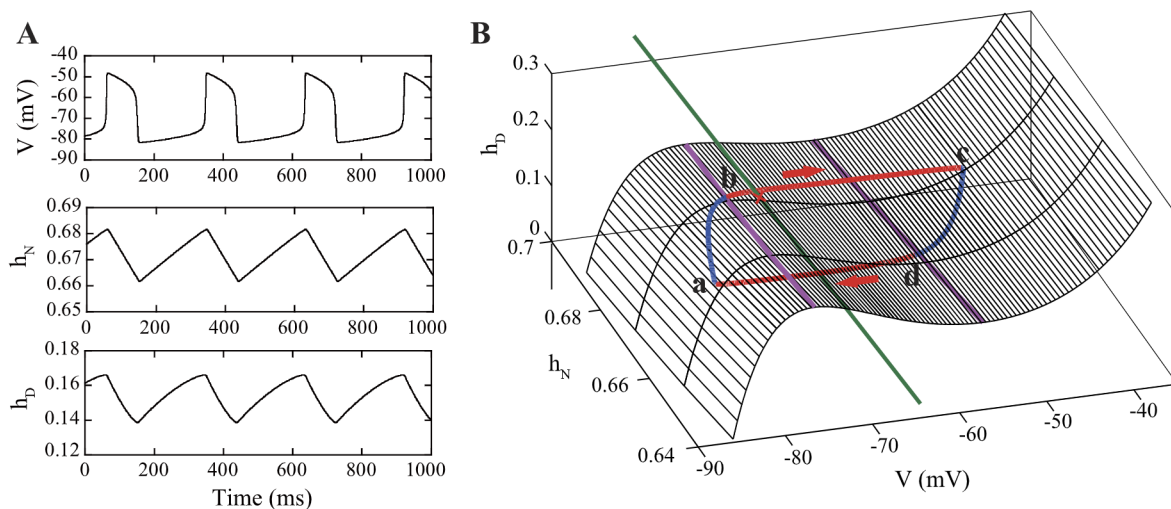 A
V (mV)
-40
-50
-60
-70
-80
-90
0 200 400 600 800 1000
h_N
0.69
0.68
0.67
0.66
0.65
0 200 400 600 800 1000
h_D
0.18
0.16
0.14
0.12
0 200 400 600 800 1000
Time (ms)
B
h_D
0.3
0.2
0.1
0
h_N
0.7
0.68
0.66
0.64
-90 -80 -70 -60 -50 -40
V (mV)
a
b
c
d